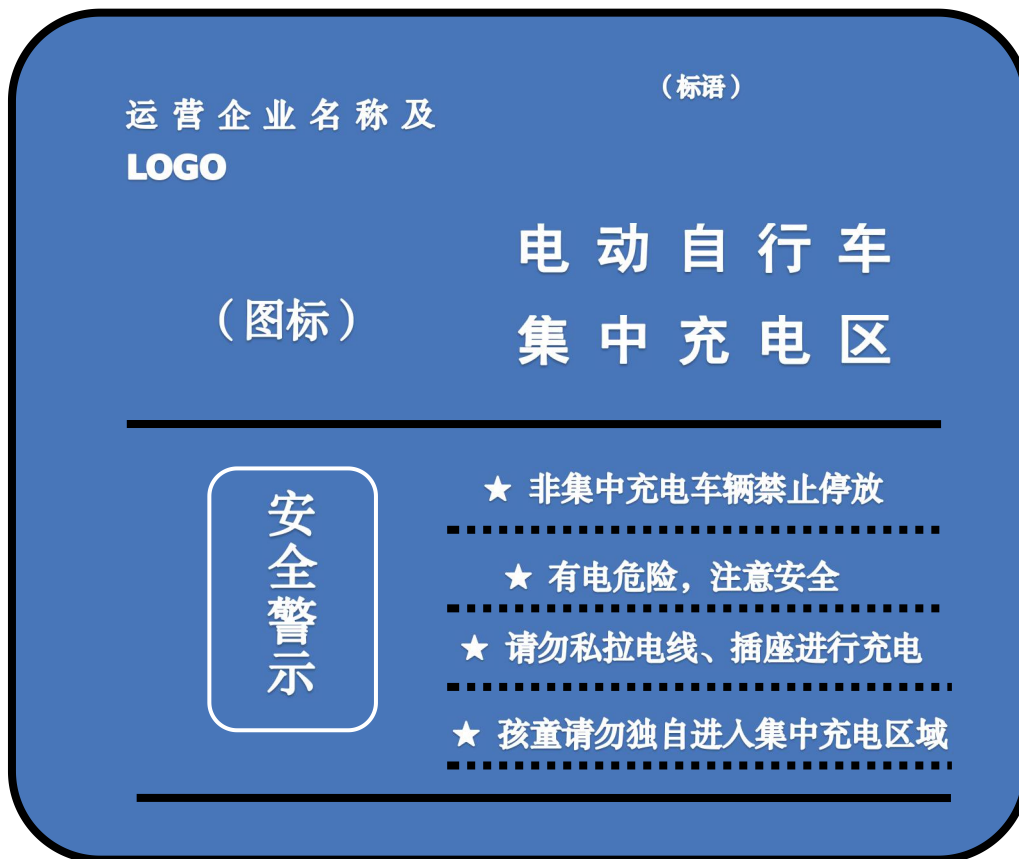 运营企业名称及
LOGO
（标语）
电动自行车
集中充电区
（图标）
安全警示
★ 非集中充电车辆禁止停放
★ 有电危险，注意安全
★ 请勿私拉电线、插座进行充电
★ 孩童请勿独自进入集中充电区域